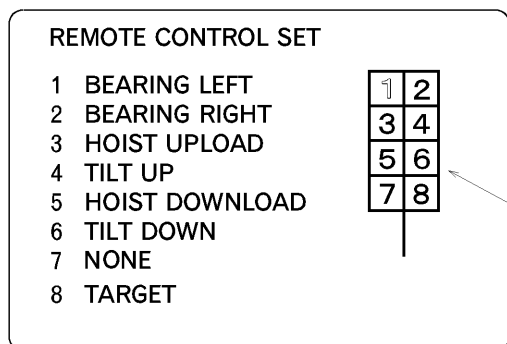 REMOTE CONTROL SET
1 BEARING LEFT
2 BEARING RIGHT
3 HOIST UPLOAD
4 TILT UP
5 HOIST DOWNLOAD
6 TILT DOWN
7 NONE
8 TARGET
1 2
3 4
5 6
7 8